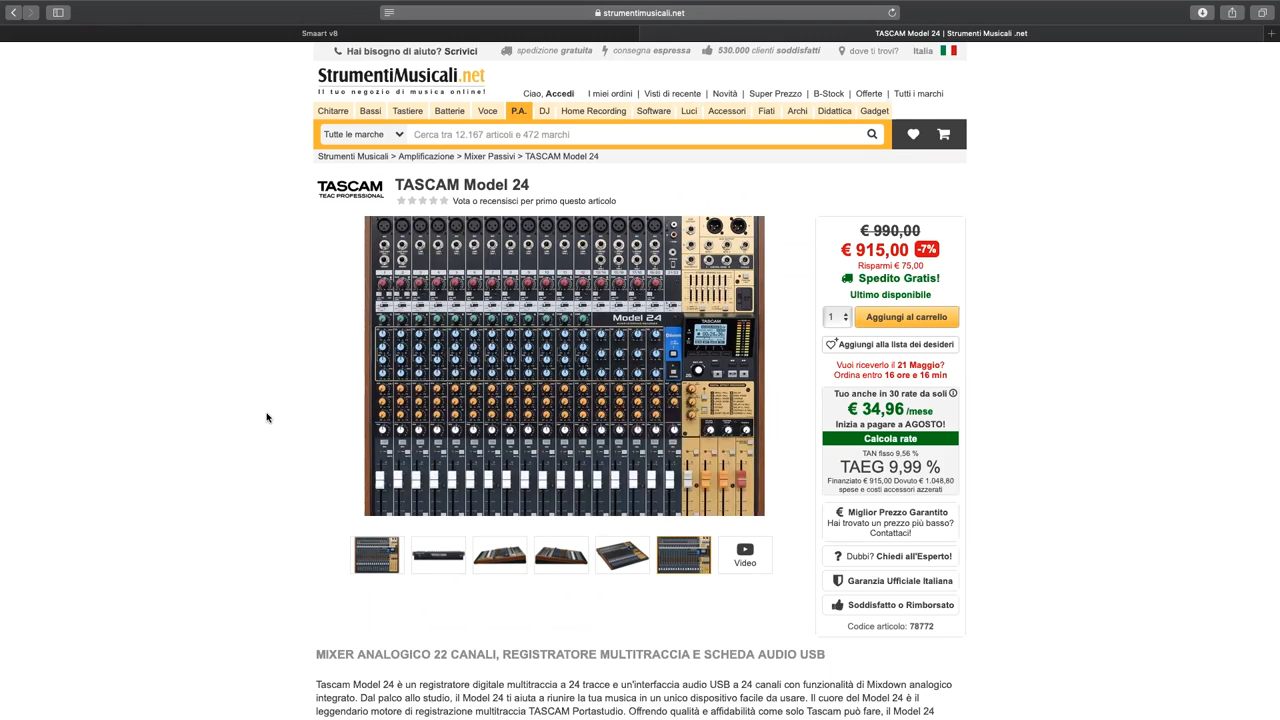 strumentimusicali.net
Smaart v8
TASCAM Model 24 | Strumenti Musicali .net
Hai bisogno di aiuto? Scrivici
spedizione gratuita
consegna espressa
530.000 clienti soddisfatti
dove ti trovi?
Italia
StrumentiMusicali.net
Il tuo negozio di musica online!
Ciao, Accedi
I miei ordini | Visti di recente | Novità | Super Prezzo | B-Stock | Offerte | Tutti i marchi
Chitarre Bassi Tastiere Batterie Voce P.A. DJ Home Recording Software Luci Accessori Fiati Archi Didattica Gadget
Tutte le marche
Cerca tra 12.167 articoli e 472 marchi
Strumenti Musicali > Amplificazione > Mixer Passivi > TASCAM Model 24
TASCAM
TEAC PROFESSIONAL
TASCAM Model 24
Vota o recensisci per primo questo articolo
Model 24
TASCAM
€ 990,00
€ 915,00 -7%
Risparmi € 75,00
Spedito Gratis!
Ultimo disponibile
1
Aggiungi al carrello
Aggiungi alla lista dei desideri
Vuoi riceverlo il 21 Maggio?
Ordina entro 16 ore e 16 min
Tuo anche in 30 rate da soli
€ 34,96 /mese
Inizia a pagare a AGOSTO!
Calcola rate
TAN fisso 9,56 %
TAEG 9,99 %
Finanziato € 915,00 Dovuto € 1.048,80
spese e costi accessori azzerati
€ Miglior Prezzo Garantito
Hai trovato un prezzo più basso?
Contattaci!
? Dubbi? Chiedi all'Esperto!
Garanzia Ufficiale Italiana
Soddisfatto o Rimborsato
Codice articolo: 78772
Video
MIXER ANALOGICO 22 CANALI, REGISTRATORE MULTITRACCIA E SCHEDA AUDIO USB
Tascam Model 24 è un registratore digitale multitraccia a 24 tracce e un'interfaccia audio USB a 24 canali con funzionalità di Mixdown analogico
integrato. Dal palco allo studio, il Model 24 ti aiuta a riunire la tua musica in un unico dispositivo facile da usare. Il cuore del Model 24 è il
leggendario motore di registrazione multitraccia TASCAM Portastudio. Offrendo qualità e affidabilità come solo Tascam può fare, il Model 24